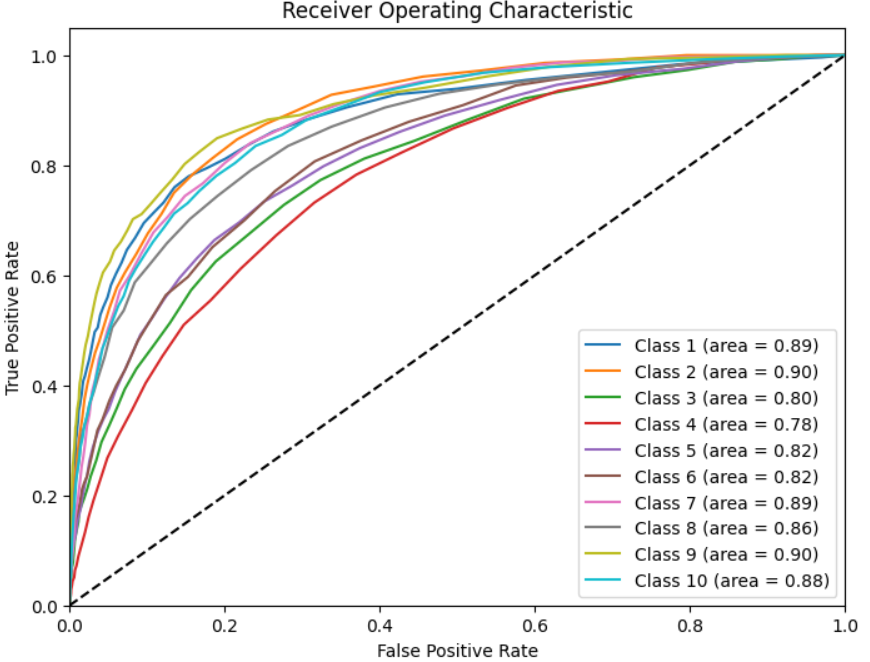 Receiver Operating Characteristic
True Positive Rate
1.0
0.8
0.6
0.4
0.2
0.0
Class 1 (area = 0.89)
Class 2 (area = 0.90)
Class 3 (area = 0.80)
Class 4 (area = 0.78)
Class 5 (area = 0.82)
Class 6 (area = 0.82)
Class 7 (area = 0.89)
Class 8 (area = 0.86)
Class 9 (area = 0.90)
Class 10 (area = 0.88)
0.0 0.2 0.4 0.6 0.8 1.0
False Positive Rate